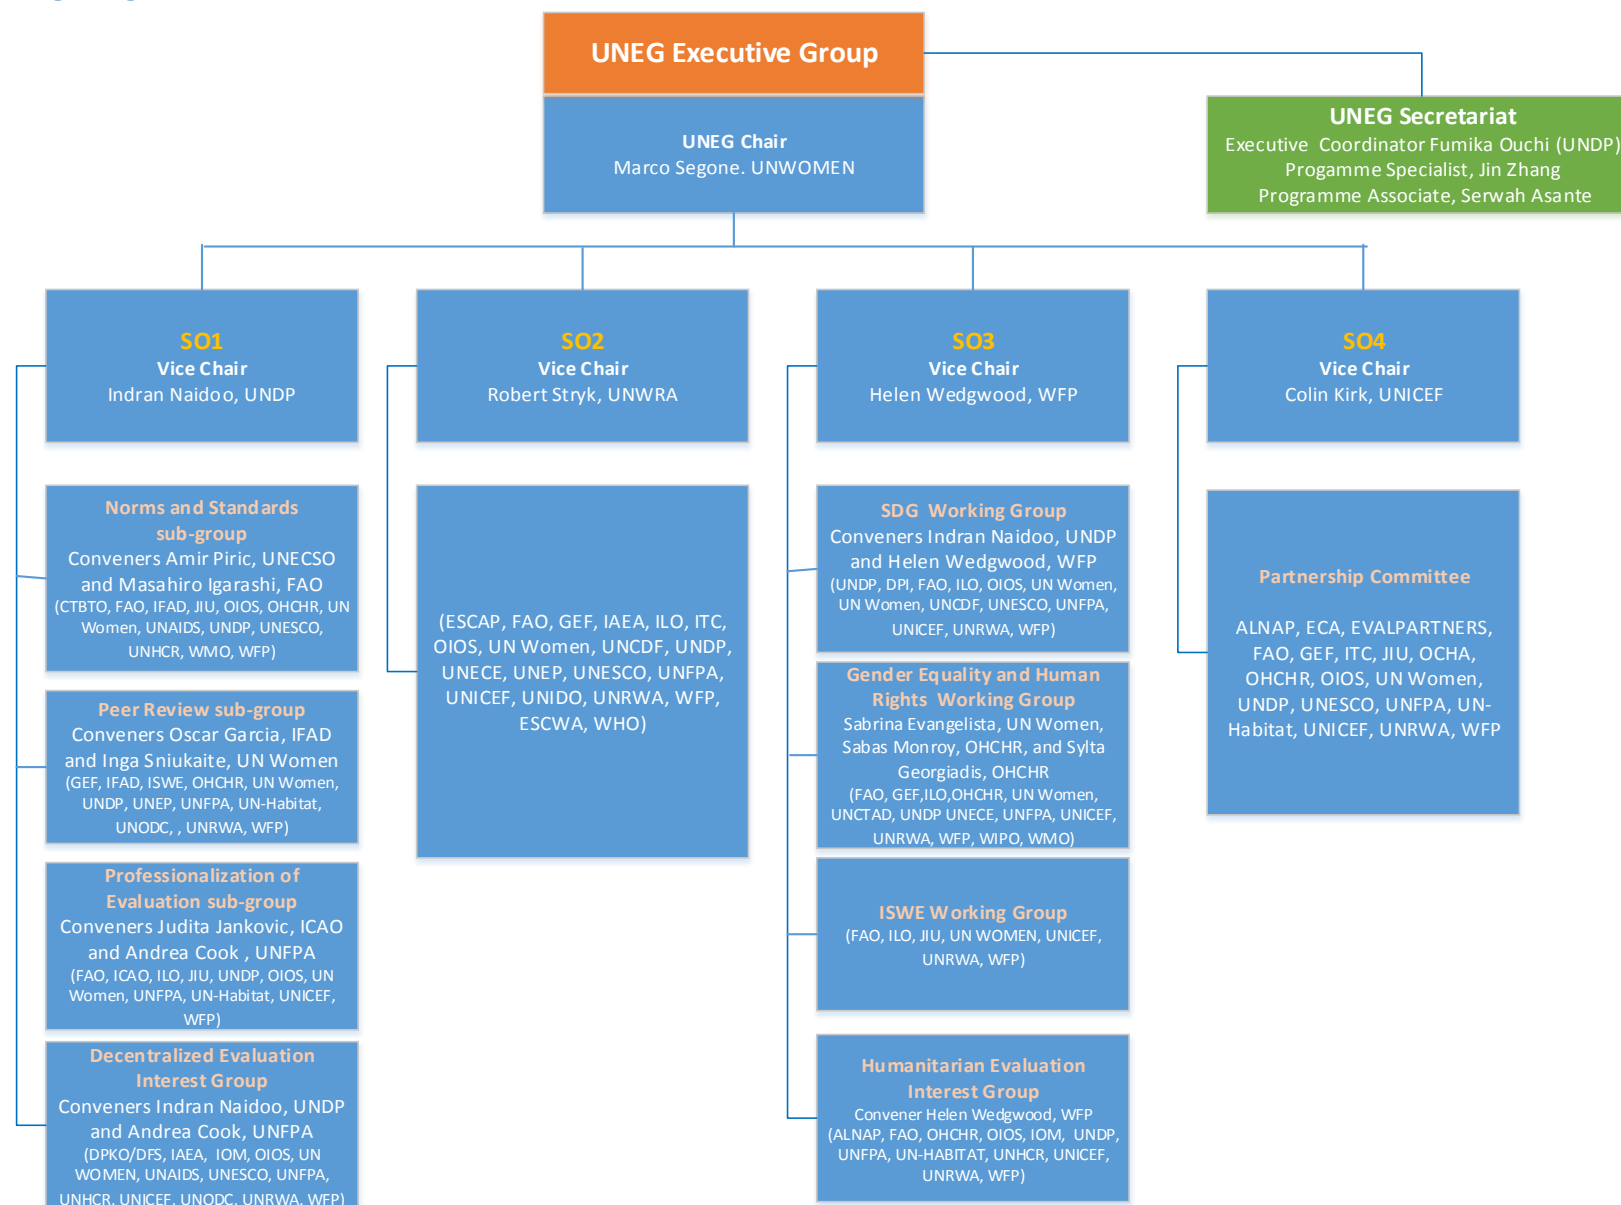 UNEG Executive Group
UNEG Chair
Marco Segone. UNWOMEN
UNEG Secretariat
Executive Coordinator Fumika Ouchi (UNDP)
Progamme Specialist, Jin Zhang
Programme Associate, Serwah Asante
SO1
Vice Chair
Indran Naidoo, UNDP
SO2
Vice Chair
Robert Stryk, UNWRA
SO3
Vice Chair
Helen Wedgwood, WFP
SO4
Vice Chair
Colin Kirk, UNICEF
Norms and Standards
sub-group
Conveners Amir Piric, UNECSO
and Masahiro Igarashi, FAO
(CTBTO, FAO, IFAD, JIU, OIOS, OHCHR, UN
Women, UNAIDS, UNDP, UNESCO,
UNHCR, WMO, WFP)
Peer Review sub-group
Conveners Oscar Garcia, IFAD
and Inga Sniukaite, UN Women
(GEF, IFAD, ISWE, OHCHR, UN Women,
UNDP, UNEP, UNFPA, UN-Habitat,
UNODC, , UNRWA, WFP)
Professionalization of
Evaluation sub-group
Conveners Judita Jankovic, ICAO
and Andrea Cook , UNFPA
(FAO, ICAO, ILO, JIU, UNDP, OIOS, UN
Women, UNFPA, UN-Habitat, UNICEF,
WFP)
Decentralized Evaluation
Interest Group
Conveners Indran Naidoo, UNDP
and Andrea Cook, UNFPA
(DPKO/DFS, IAEA, IOM, OIOS, UN
WOMEN, UNAIDS, UNESCO, UNFPA,
UNHCR, UNICEF, UNODC, UNRWA, WFP)
(ESCAP, FAO, GEF, IAEA, ILO, ITC,
OIOS, UN Women, UNCDF, UNDP,
UNECE, UNEP, UNESCO, UNFPA,
UNICEF, UNIDO, UNRWA, WFP,
ESCWA, WHO)
SDG Working Group
Conveners Indran Naidoo, UNDP
and Helen Wedgwood, WFP
(UNDP, DPI, FAO, ILO, OIOS, UN Women,
UN Women, UNCDF, UNESCO, UNFPA,
UNICEF, UNRWA, WFP)
Gender Equality and Human
Rights Working Group
Sabrina Evangelista, UN Women,
Sabas Monroy, OHCHR, and Sylta
Georgiadis, OHCHR
(FAO, GEF,ILO,OHCHR, UN Women,
UNCTAD, UNDP UNECE, UNFPA, UNICEF,
UNRWA, WFP, WIPO, WMO)
ISWE Working Group
(FAO, ILO, JIU, UN WOMEN, UNICEF,
UNRWA, WFP)
Humanitarian Evaluation
Interest Group
Convener Helen Wedgwood, WFP
(ALNAP, FAO, OHCHR, OIOS, IOM, UNDP,
UNFPA, UN-HABITAT, UNHCR, UNICEF,
UNRWA, WFP)
Partnership Committee
ALNAP, ECA, EVALPARTNERS,
FAO, GEF, ITC, JIU, OCHA,
OHCHR, OIOS, UN Women,
UNDP, UNESCO, UNFPA, UN-
Habitat, UNICEF, UNRWA, WFP